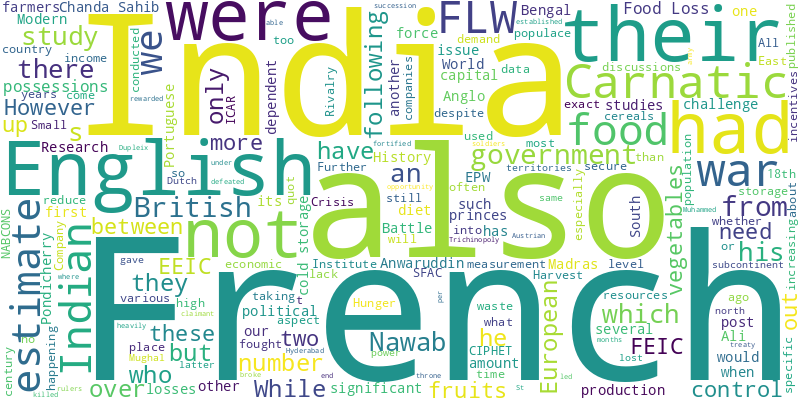 farmers Chanda Sahib were India FLW Bengal Food Loss one
Modern study we following their populace farmers All
country income conducted Portuguese only ICAR dependent another Rivalry force issue World demand too able companies data succession discussions established East published
there possessions years come However up s Small
Anglo capital despite used most Carnatic exact studies challenge incentives
Research Dupleix under defeated Dutch so more have History Further fortified food cereals than had
English not also government war
British an EPW often such princes territories secure storage population
estimate first reduce between its quot Crisis still diet Battle will into has soldiers opportunity same 18th Muhammed about increasing
Indian Pondicherry company EEIC economic cold storage lack Institute Anwaruddin SFAC Trichinopoly Austrian measurement Madras level Harvest especially South vegetables need from whether or his subcontinent
NABCONS they various gave French taking t Hunger political aspect resources which out
happening where these high our fought two he waste what CIPHET amount time European several FEIC ago post Ali north per
century no but place Mughal number Hyderabad Nawab power would when specific
killed rulers who claimant latter months lost treaty
heavily over losses other broke While end throne significant St fruits led production control